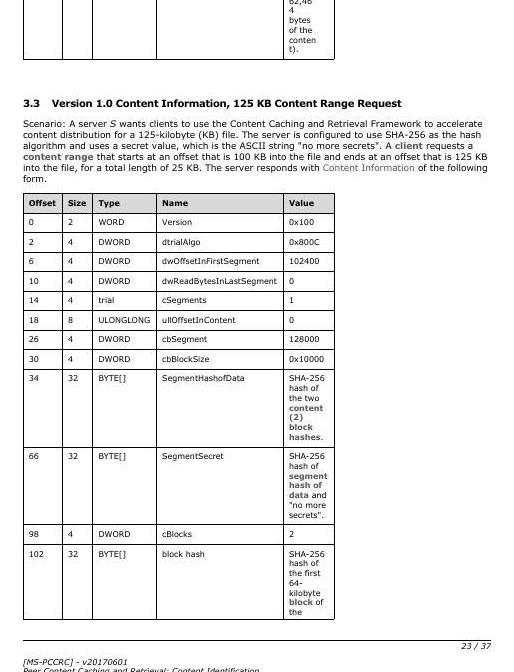 62,46
4
bytes
of the
conten
t).
3.3 Version 1.0 Content Information, 125 KB Content Range Request
Scenario: A server S wants clients to use the Content Caching and Retrieval Framework to accelerate
content distribution for a 125-kilobyte (KB) file. The server is configured to use SHA-256 as the hash
algorithm and uses a secret value, which is the ASCII string "no more secrets". A client requests a
content range that starts at an offset that is 100 KB into the file and ends at an offset that is 125 KB
into the file, for a total length of 25 KB. The server responds with Content Information of the following
form.
Offset Size Type Name Value
0 2 WORD Version 0x100
2 4 DWORD dtrialAlgo 0x800C
6 4 DWORD dwOffsetInFirstSegment 102400
10 4 DWORD dwReadBytesInLastSegment 0
14 4 trial cSegments 1
18 8 ULONGLONG ullOffsetInContent 0
26 4 DWORD cbSegment 128000
30 4 DWORD cbBlockSize 0x10000
34 32 BYTE[] SegmentHashofData SHA-256
hash of
the two
content
(2)
block
hashes.
66 32 BYTE[] SegmentSecret SHA-256
hash of
segment
hash of
data and
"no more
secrets".
98 4 DWORD cBlocks 2
102 32 BYTE[] block hash SHA-256
hash of
the first
64-
kilobyte
block of
the
23 / 37
[MS-PCCRC] - v20170601
Peer Content Caching and Retrieval: Content Identification